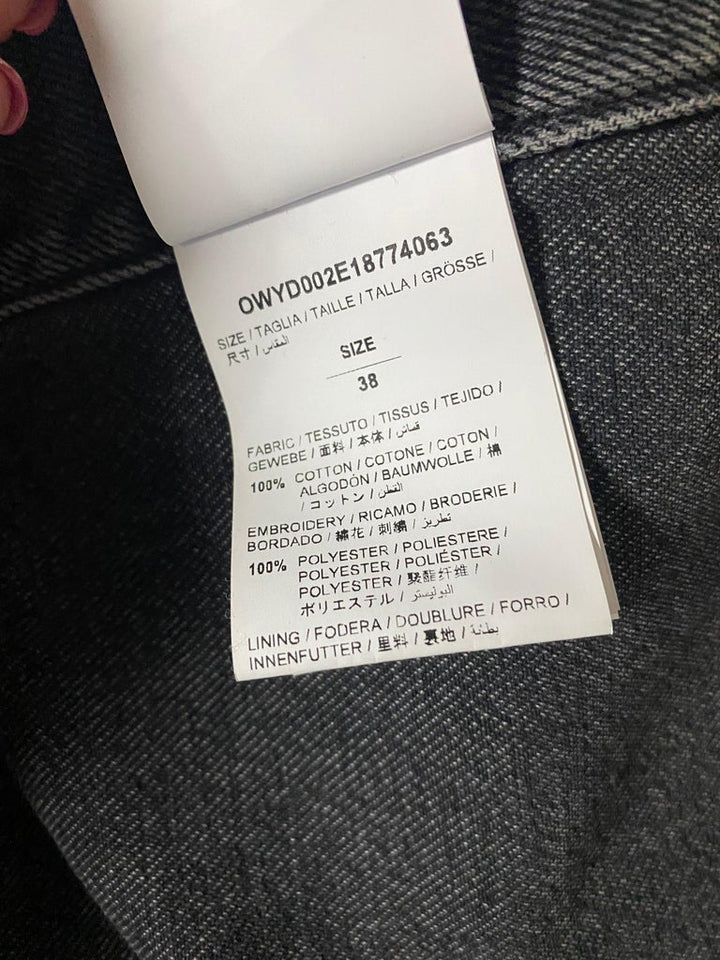 OWYD002E18774063
SIZE / TAGLIA / TAILLE / TALLA / GRÖSSE /
尺寸 / المقاس
SIZE
38
FABRIC / TESSUTO / TISSUS / TEJIDO /
GEWEBE / 面料 / 本体 / قماش
100% COTTON / COTONE / COTON /
ALGODÓN / BAUMWOLLE / 棉
/ コットン / القطن
EMBROIDERY / RICAMO / BRODERIE /
BORDADO / 繡花 / 刺繍 / تطريز
100% POLYESTER / POLIESTERE /
POLYESTER / POLIÉSTER /
POLYESTER / 聚酯纤维 /
ポリエステル / البوليستر
LINING / FODERA / DOUBLURE / FORRO /
INNENFUTTER / 里料 / 裏地 / بطانة